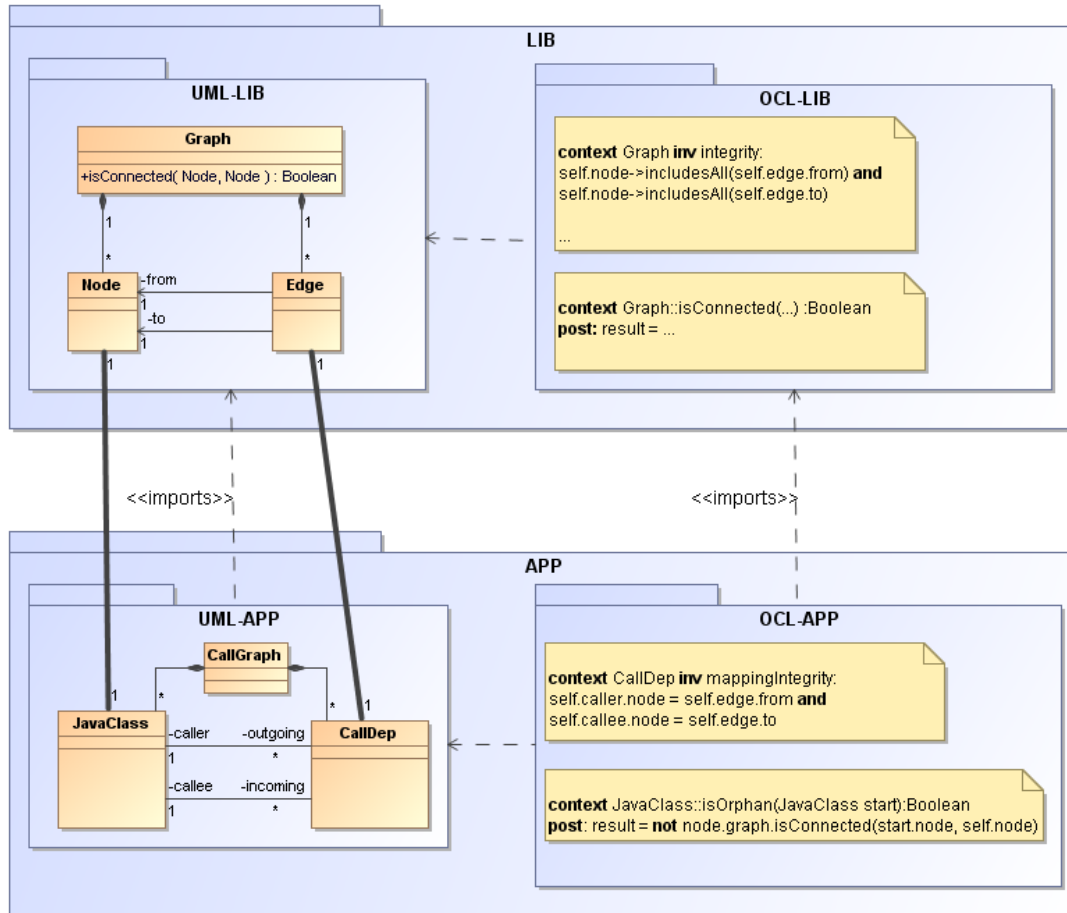 LIB
UML-LIB
Graph
+isConnected( Node, Node ) : Boolean
1
1
*
*
Node
-from
1
-to
1
Edge
1
1
OCL-LIB
context Graph inv integrity:
self.node->includesAll(self.edge.from) and
self.node->includesAll(self.edge.to)
...
context Graph::isConnected(...) :Boolean
post: result = ...
<<imports>>
<<imports>>
APP
UML-APP
CallGraph
1
*
*
1
JavaClass
-caller
-outgoing
1
*
-callee
-incoming
1
*
CallDep
OCL-APP
context CallDep inv mappingIntegrity:
self.caller.node = self.edge.from and
self.callee.node = self.edge.to
context JavaClass::isOrphan(JavaClass start):Boolean
post: result = not node.graph.isConnected(start.node, self.node)